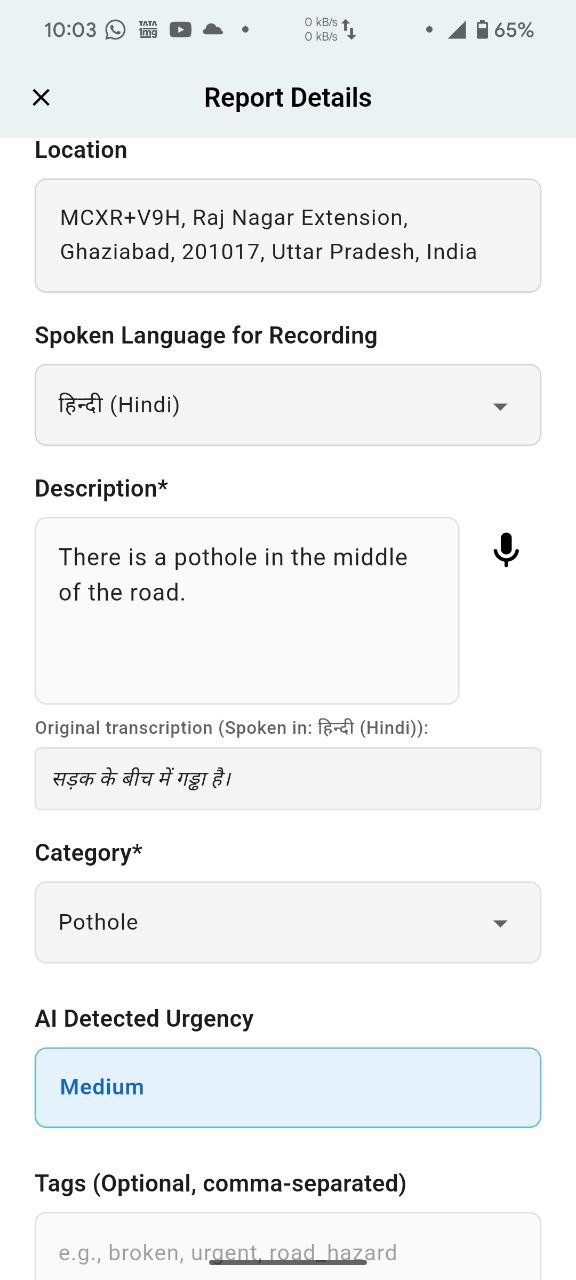 10:03 TATA 1mg 0 kB/s 0 kB/s 65%
Report Details
Location
MCXR+V9H, Raj Nagar Extension,
Ghaziabad, 201017, Uttar Pradesh, India
Spoken Language for Recording
हिन्दी (Hindi)
Description*
There is a pothole in the middle
of the road.
Original transcription (Spoken in: हिन्दी (Hindi)):
सड़क के बीच में गड्ढा है।
Category*
Pothole
AI Detected Urgency
Medium
Tags (Optional, comma-separated)
e.g., broken, urgent, road_hazard